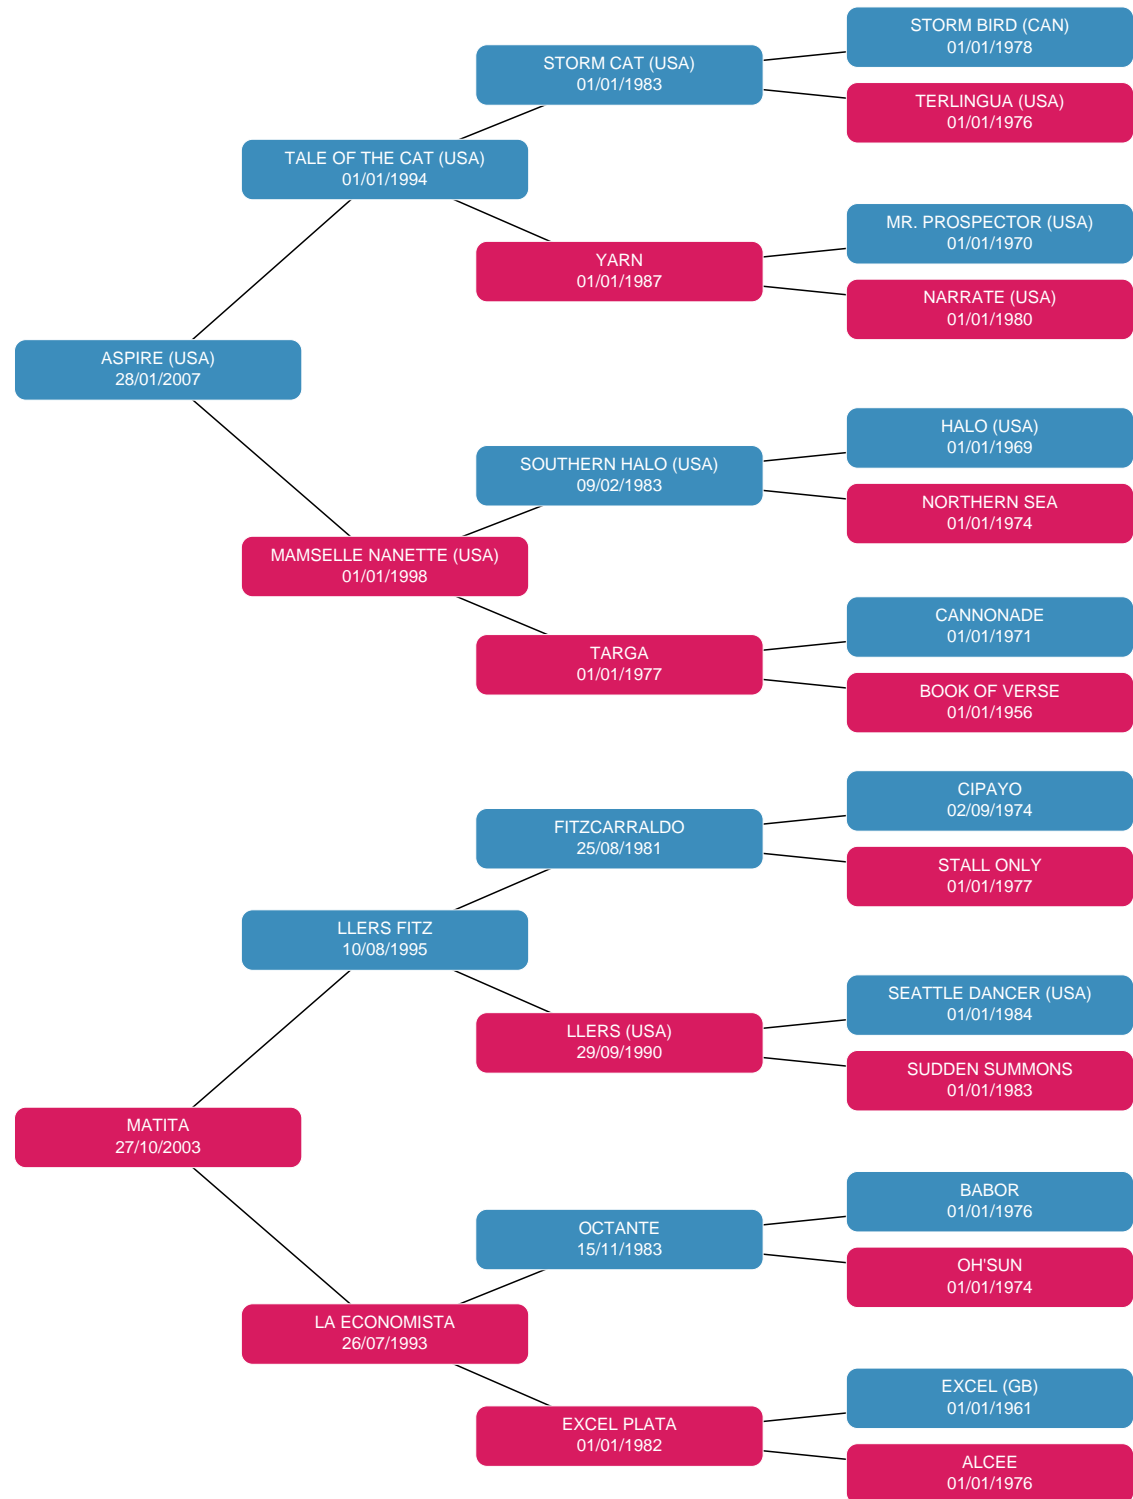 STORM BIRD (CAN)
01/01/1978
STORM CAT (USA)
01/01/1983
TERLINGUA (USA)
01/01/1976
TALE OF THE CAT (USA)
01/01/1994
MR. PROSPECTOR (USA)
01/01/1970
YARN
01/01/1987
NARRATE (USA)
01/01/1980
ASPIRE (USA)
28/01/2007
HALO (USA)
01/01/1969
SOUTHERN HALO (USA)
09/02/1983
NORTHERN SEA
01/01/1974
MAMSELLE NANETTE (USA)
01/01/1998
CANNONADE
01/01/1971
TARGA
01/01/1977
BOOK OF VERSE
01/01/1956
CIPAYO
02/09/1974
FITZCARRALDO
25/08/1981
STALL ONLY
01/01/1977
LLERS FITZ
10/08/1995
SEATTLE DANCER (USA)
01/01/1984
LLERS (USA)
29/09/1990
SUDDEN SUMMONS
01/01/1983
MATITA
27/10/2003
BABOR
01/01/1976
OCTANTE
15/11/1983
OH'SUN
01/01/1974
LA ECONOMISTA
26/07/1993
EXCEL (GB)
01/01/1961
EXCEL PLATA
01/01/1982
ALCEE
01/01/1976